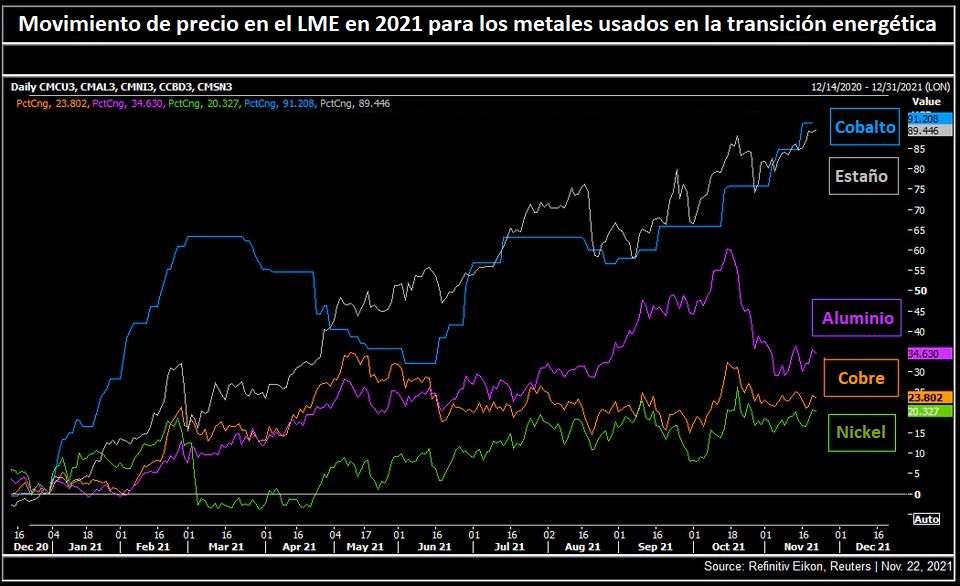 Movimiento de precio en el LME en 2021 para los metales usados en la transición energética
Daily CMCU3, CMAL3, CMNI3, CCBD3, CMSN3
12/14/2020 - 12/31/2021 (LON)
PctCng, 23.802, PctCng, 34.630, PctCng, 20.327, PctCng, 91.208, PctCng, 89.446
Value
91.208
89.446
85
80
75
70
65
60
55
50
45
40
34.630
30
25
23.802
20.327
15
10
5
0
Auto
Cobalto
Estaño
Aluminio
Cobre
Nickel
16 04 18 01 16 01 16 01 16 04 17 01 16 01 16 02 16 01 16 01 18 01 16 01 16
Dec 20 Jan 21 Feb 21 Mar 21 Apr 21 May 21 Jun 21 Jul 21 Aug 21 Sep 21 Oct 21 Nov 21 Dec 21
Source: Refinitiv Eikon, Reuters | Nov. 22, 2021